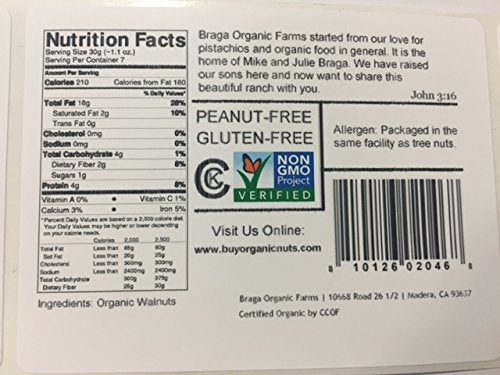 Nutrition Facts
Serving Size 30g (~1.1 oz.)
Serving Per Container 7
Amount Per Serving
Calories 210 Calories from Fat 180
% Daily Values*
Total Fat 18g 28%
Saturated Fat 2g 10%
Trans Fat 0g
Cholesterol 0mg 0%
Sodium 0mg 0%
Total Carbohydrate 4g 1%
Dietary Fiber 2g 8%
Sugars 1g
Protein 4g 8%
Vitamin A 0% • Vitamin C 1%
Calcium 3% • Iron 5%
*Percent Daily Values are based on a 2,000 calorie diet.
Your Daily Values may be higher or lower depending
on your calorie needs.
Calories 2,000 2,500
Total Fat Less than 65g 80g
Sat Fat Less than 20g 25g
Cholesterol Less than 300mg 300mg
Sodium Less than 2400mg 2400mg
Total Carbohydrate 300g 375g
Dietary Fiber 25g 30g
Ingredients: Organic Walnuts
Braga Organic Farms started from our love for
pistachios and organic food in general. It is the
home of Mike and Julie Braga. We have raised
our sons here and now want to share this
beautiful ranch with you.
John 3:16
PEANUT-FREE
GLUTEN-FREE
NON
GMO
Project
VERIFIED
Allergen: Packaged in the
same facility as tree nuts.
Visit Us Online:
www.buyorganicnuts.com
8 10126 02046 8
Braga Organic Farms | 10668 Road 26 1/2 | Madera, CA 93637
Certified Organic by CCOF